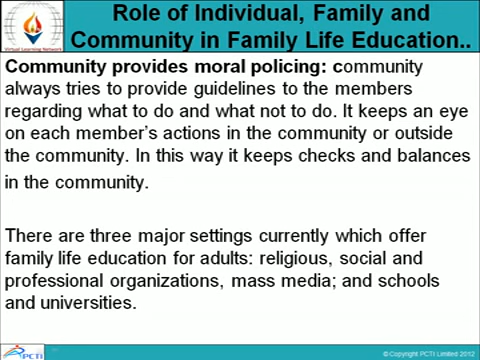 Role of Individual, Family and
Community in Family Life Education..
Virtual Learning Network
Community provides moral policing: community
always tries to provide guidelines to the members
regarding what to do and what not to do. It keeps an eye
on each member's actions in the community or outside
the community. In this way it keeps checks and balances
in the community.
There are three major settings currently which offer
family life education for adults: religious, social and
professional organizations, mass media; and schools
and universities.
PCTI
© Copyright PCTI Limited 2012